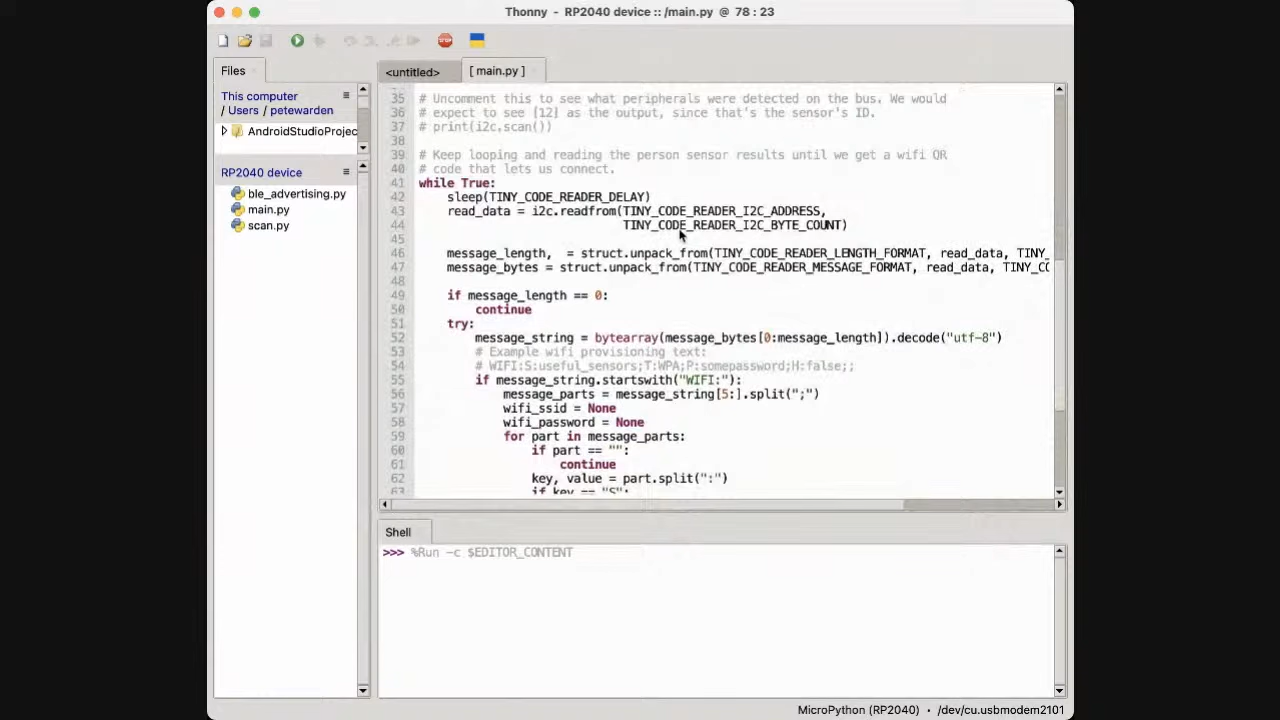 Thonny - RP2040 device :: /main.py @ 78 : 23
Files
This computer
/ Users / petewarden
AndroidStudioProjec
RP2040 device
ble_advertising.py
main.py
scan.py
<untitled>
[ main.py ]
35 # Uncomment this to see what peripherals were detected on the bus. We would
36 # expect to see [12] as the output, since that's the sensor's ID.
37 # print(i2c.scan())
38
39 # Keep looping and reading the person sensor results until we get a wifi QR
40 # code that lets us connect.
41 while True:
42 sleep(TINY_CODE_READER_DELAY)
43 read_data = i2c.readfrom(TINY_CODE_READER_I2C_ADDRESS,
44 TINY_CODE_READER_I2C_BYTE_COUNT)
45
46 message_length,  = struct.unpack_from(TINY_CODE_READER_LENGTH_FORMAT, read_data, TINY_
47 message_bytes = struct.unpack_from(TINY_CODE_READER_MESSAGE_FORMAT, read_data, TINY_CO
48
49 if message_length == 0:
50 continue
51 try:
52 message_string = bytearray(message_bytes[0:message_length]).decode("utf-8")
53 # Example wifi provisioning text:
54 # WIFI:S:useful_sensors;T:WPA;P:somepassword;H:false;;
55 if message_string.startswith("WIFI:"):
56 message_parts = message_string[5:].split(";")
57 wifi_ssid = None
58 wifi_password = None
59 for part in message_parts:
60 if part == "":
61 continue
62 key, value = part.split(":")
63 if key == "S":
Shell
>>> %Run -c $EDITOR_CONTENT
MicroPython (RP2040) • /dev/cu.usbmodem2101